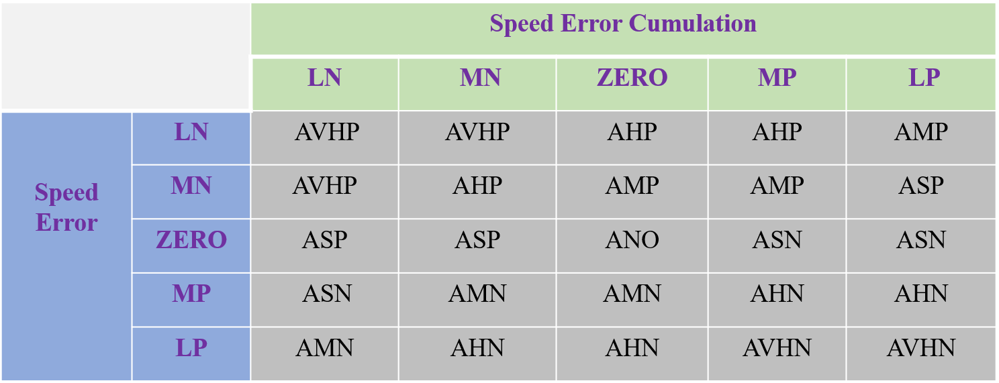 Speed Error Cumulation
LN MN ZERO MP LP
LN AVHP AVHP AHP AHP AMP
MN AVHP AHP AMP AMP ASP
Speed
Error
ZERO ASP ASP ANO ASN ASN
MP ASN AMN AMN AHN AHN
LP AMN AHN AHN AVHN AVHN